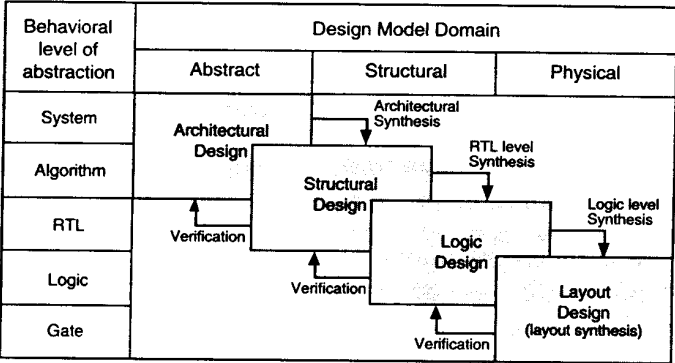 Behavioral
level of
abstraction
Design Model Domain
Abstract
Structural
Physical
System
Architectural
Synthesis
Architectural
Design
Algorithm
RTL level
Synthesis
Structural
Design
RTL
Logic level
Synthesis
Verification
Logic
Design
Logic
Verification
Layout
Design
(layout synthesis)
Gate
Verification